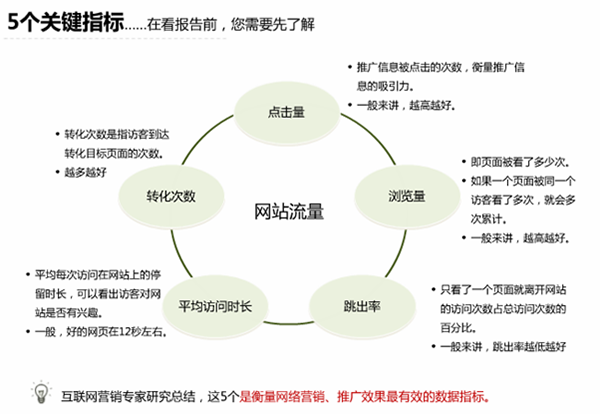 5个关键指标......在看报告前，您需要先了解
• 推广信息被点击的次数，衡量推广信
息的吸引力。
• 一般来讲，越高越好。
点击量
• 转化次数是指访客到达
转化目标页面的次数。
• 越多越好
转化次数
网站流量
浏览量
• 即页面被看了多少次。
• 如果一个页面被同一个
访客看了多次，就会多
次累计。
• 一般来讲，越高越好。
• 平均每次访问在网站上的停
留时长，可以看出访客对网
站是否有兴趣。
• 一般，好的网页在12秒左右。
平均访问时长
跳出率
• 只看了一个页面就离开网站
的访问次数占总访问次数的
百分比。
• 一般来讲，跳出率越低越好
互联网营销专家研究总结，这5个是衡量网络营销、推广效果最有效的数据指标。